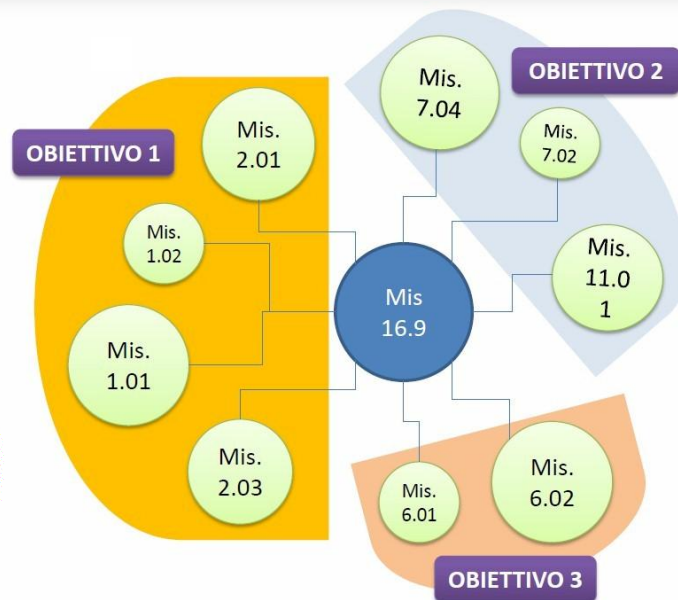 OBIETTIVO 1
Mis.
2.01
Mis.
1.02
Mis.
1.01
Mis.
2.03
Mis
16.9
OBIETTIVO 2
Mis.
7.04
Mis.
7.02
Mis.
11.0
1
Mis.
6.01
Mis.
6.02
OBIETTIVO 3